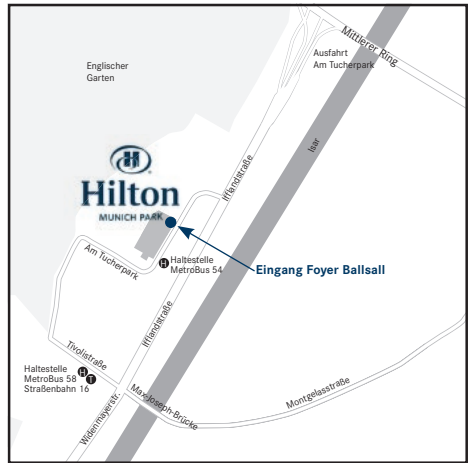 Mittlerer Ring
Englischer
Garten
Ausfahrt
Am Tucherpark
Isar
H
Hilton
MUNICH PARK
Ifflandstraße
Am Tucherpark
H Haltestelle
MetroBus 54
Eingang Foyer Ballsall
Ifflandstraße
Tivolistraße
Haltestelle H
MetroBus 58 T
Straßenbahn 16
Max-Joseph-Brücke
Montgelasstraße
Widenmayerstr.